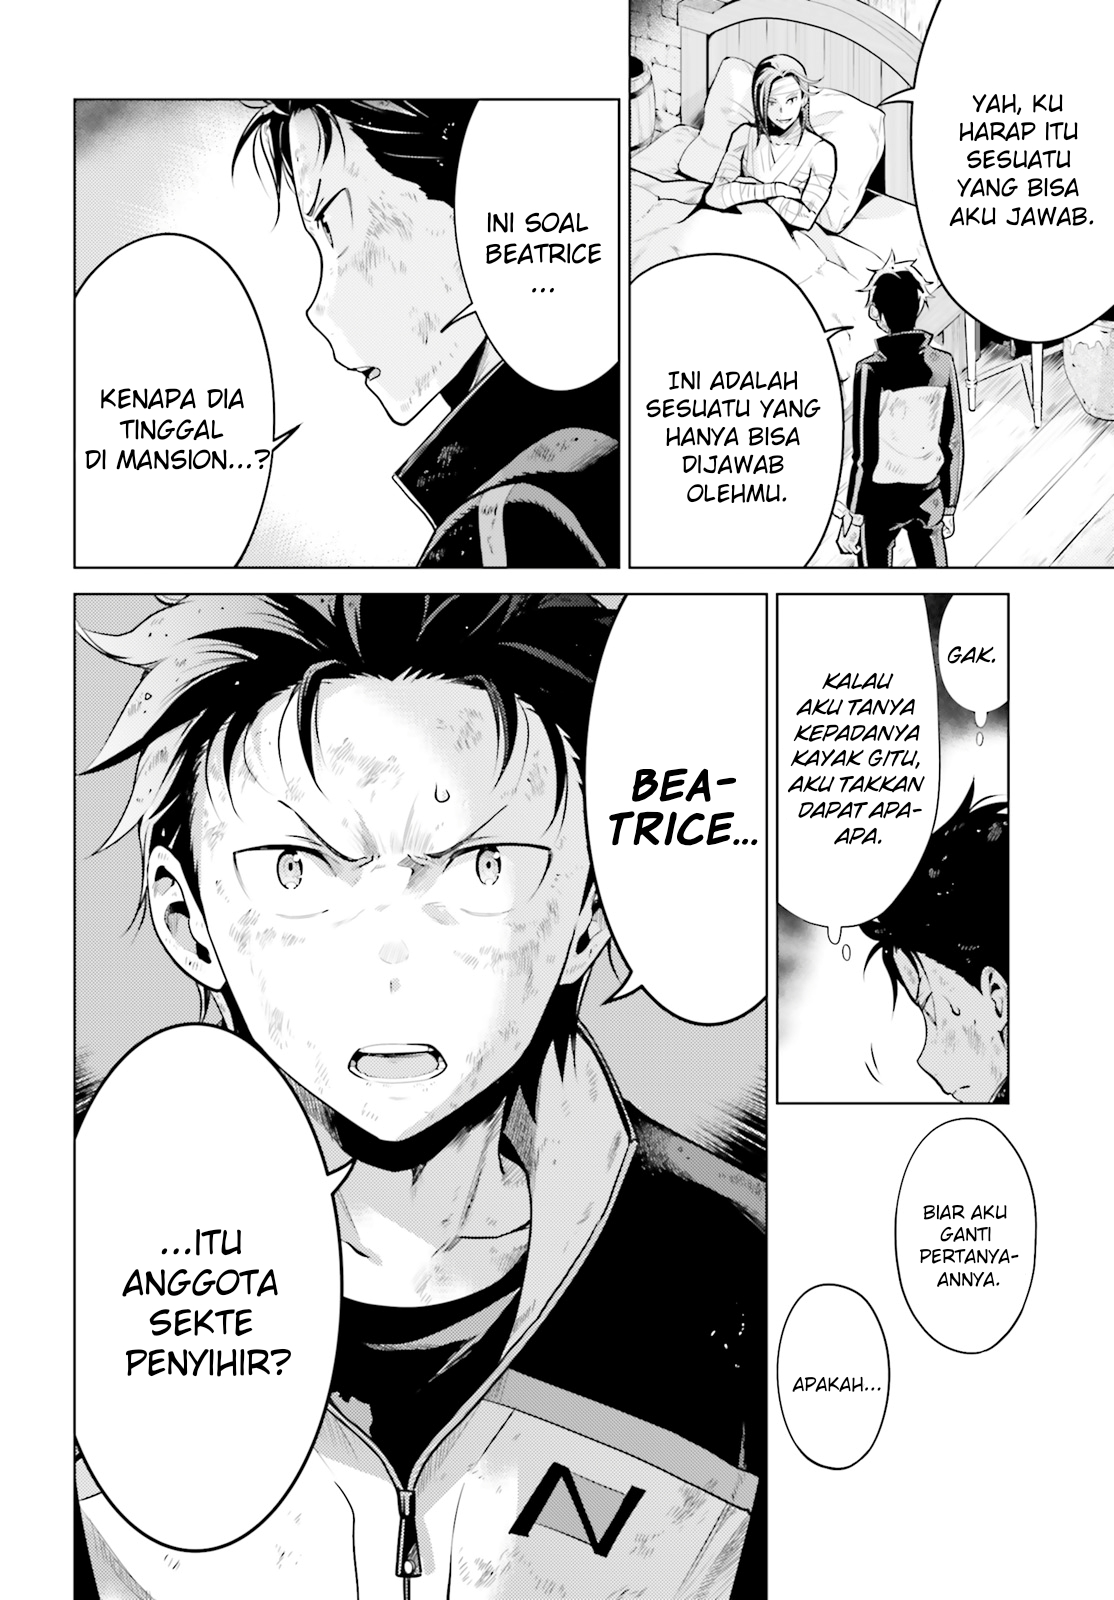 YAH, KU
HARAP ITU
SESUATU
YANG BISA
AKU JAWAB.
INI ADALAH
SESUATU YANG
HANYA BISA
DIJAWAB
OLEHMU.
INI SOAL
BEATRICE
...
KENAPA DIA
TINGGAL
DI MANSION...?
GAK.
KALAU
AKU TANYA
KEPADANYA
KAYAK GITU,
AKU TAKKAN
DAPAT APA-
APA.
BIAR AKU
GANTI
PERTANYA-
ANNYA.
APAKAH...
BEA-
TRICE...
...ITU
ANGGOTA
SEKTE
PENYIHIR?
N